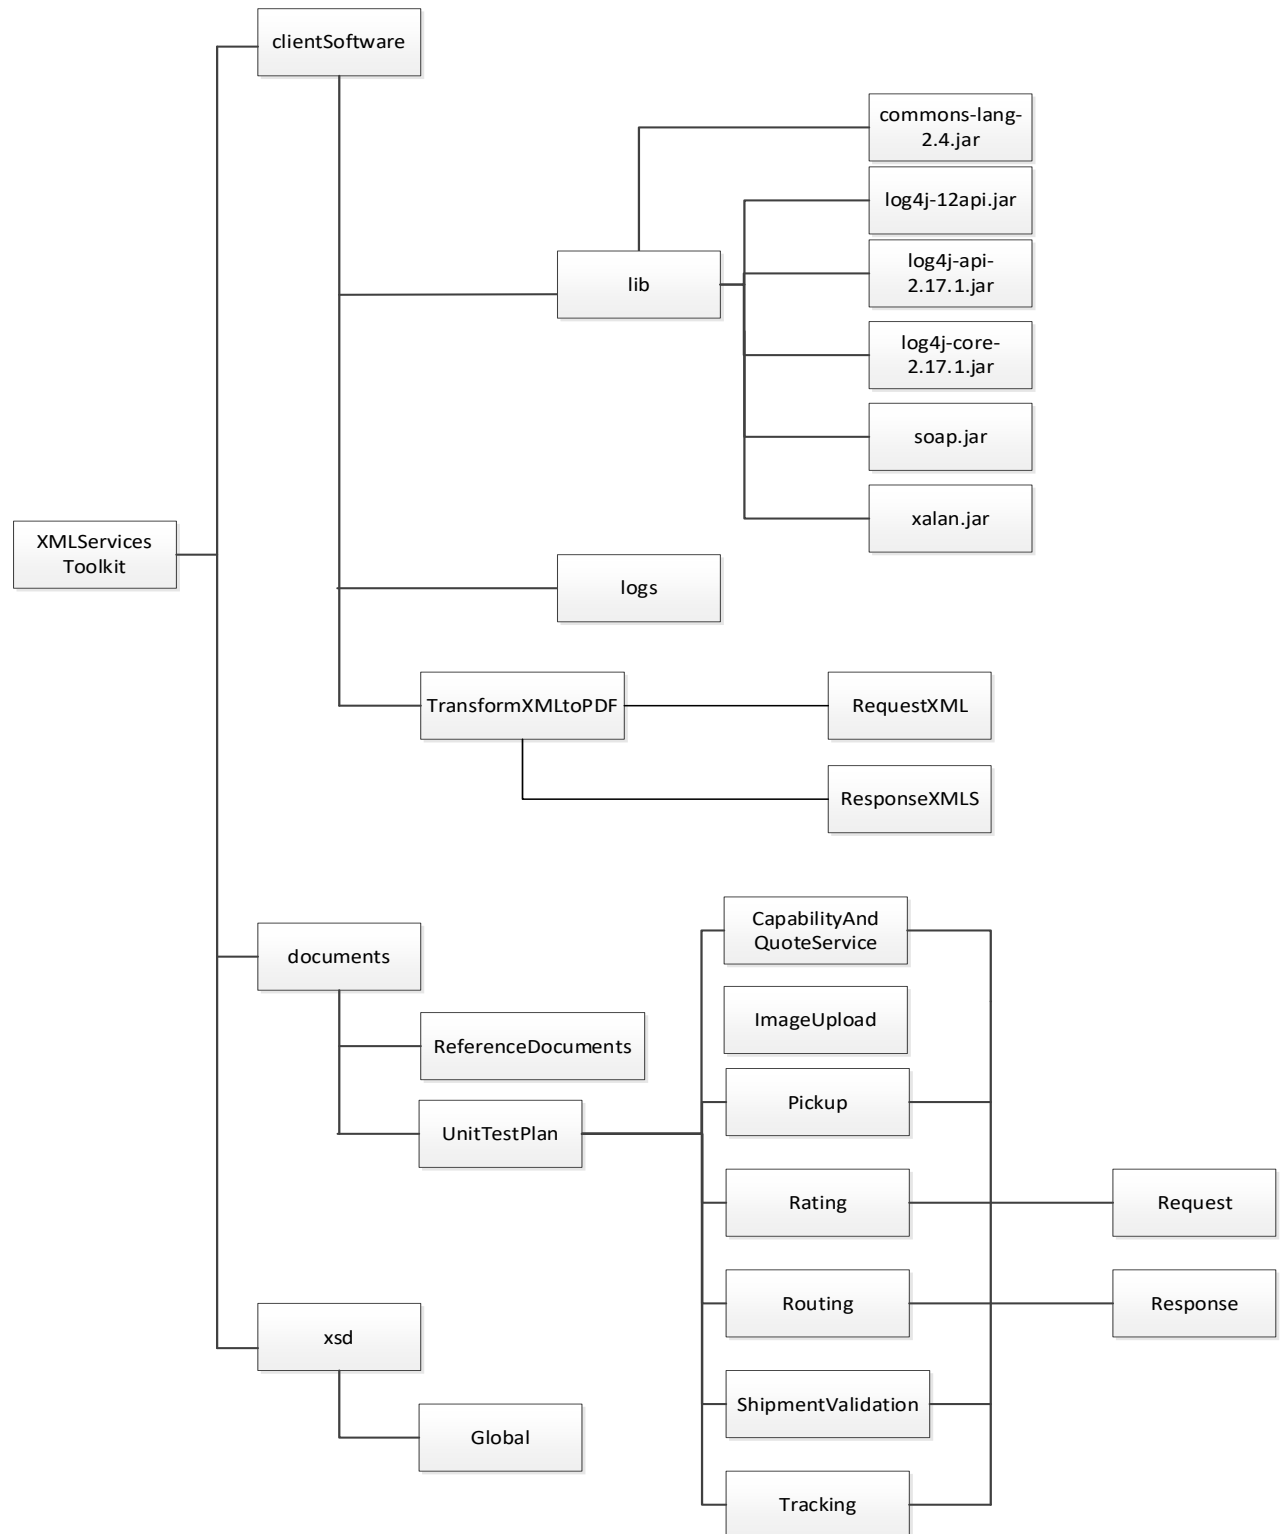 clientSoftware
commons-lang-
2.4.jar
log4j-12api.jar
lib
log4j-api-
2.17.1.jar
log4j-core-
2.17.1.jar
soap.jar
xalan.jar
XMLServices
Toolkit
logs
TransformXMLtoPDF
RequestXML
ResponseXMLS
documents
CapabilityAnd
QuoteService
ImageUpload
ReferenceDocuments
Pickup
UnitTestPlan
Rating
Request
Routing
Response
xsd
ShipmentValidation
Global
Tracking